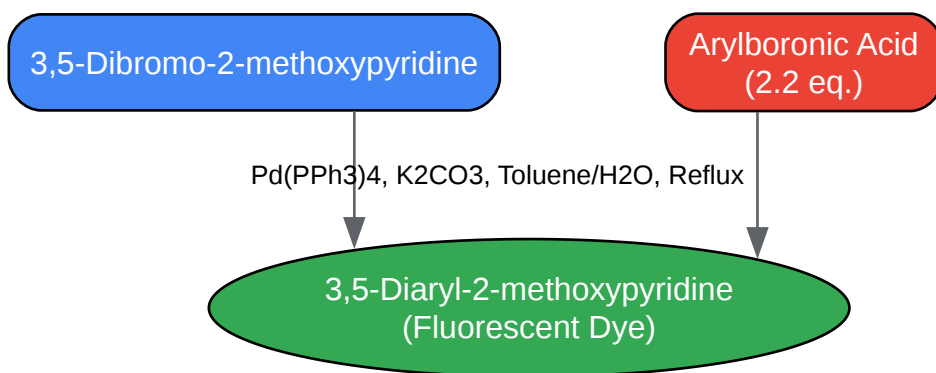 3,5-Dibromo-2-methoxypyridine
Arylboronic Acid
(2.2 eq.)
Pd(PPh3)4, K2CO3, Toluene/H2O, Reflux
3,5-Diaryl-2-methoxypyridine
(Fluorescent Dye)